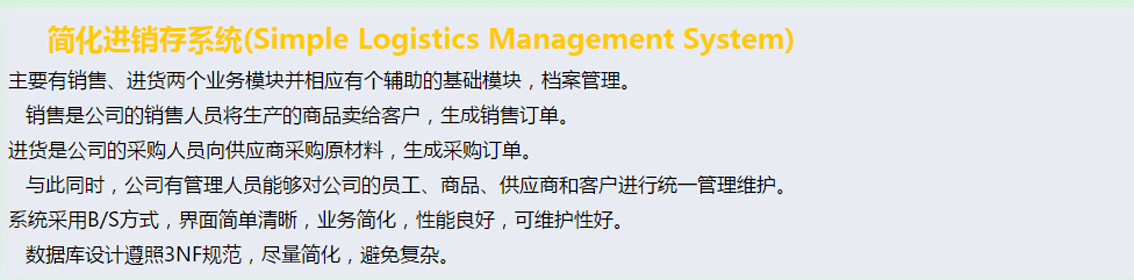 简化进销存系统(Simple Logistics Management System)
主要有销售、进货两个业务模块并相应有个辅助的基础模块，档案管理。
销售是公司的销售人员将生产的商品卖给客户，生成销售订单。
进货是公司的采购人员向供应商采购原材料，生成采购订单。
与此同时，公司有管理人员能够对公司的员工、商品、供应商和客户进行统一管理维护。
系统采用B/S方式，界面简单清晰，业务简化，性能良好，可维护性好。
数据库设计遵照3NF规范，尽量简化，避免复杂。